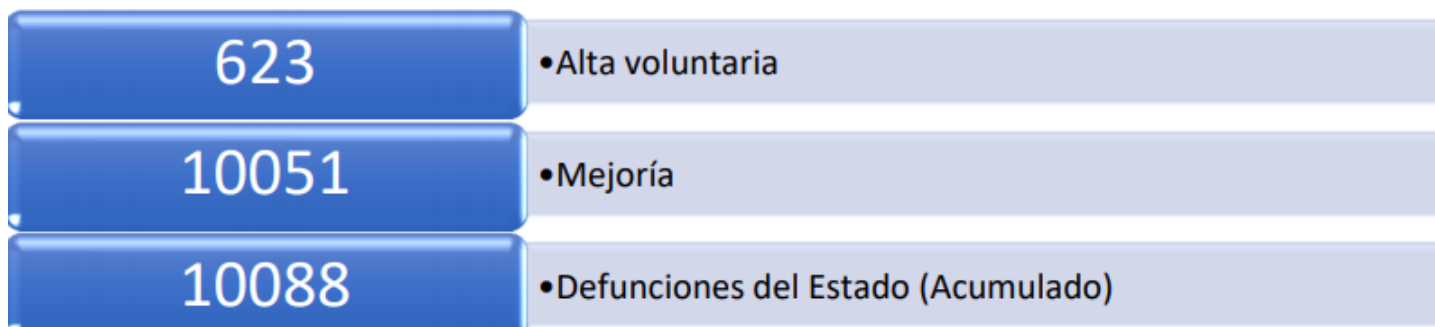 623
•Alta voluntaria
10051
•Mejoría
10088
•Defunciones del Estado (Acumulado)